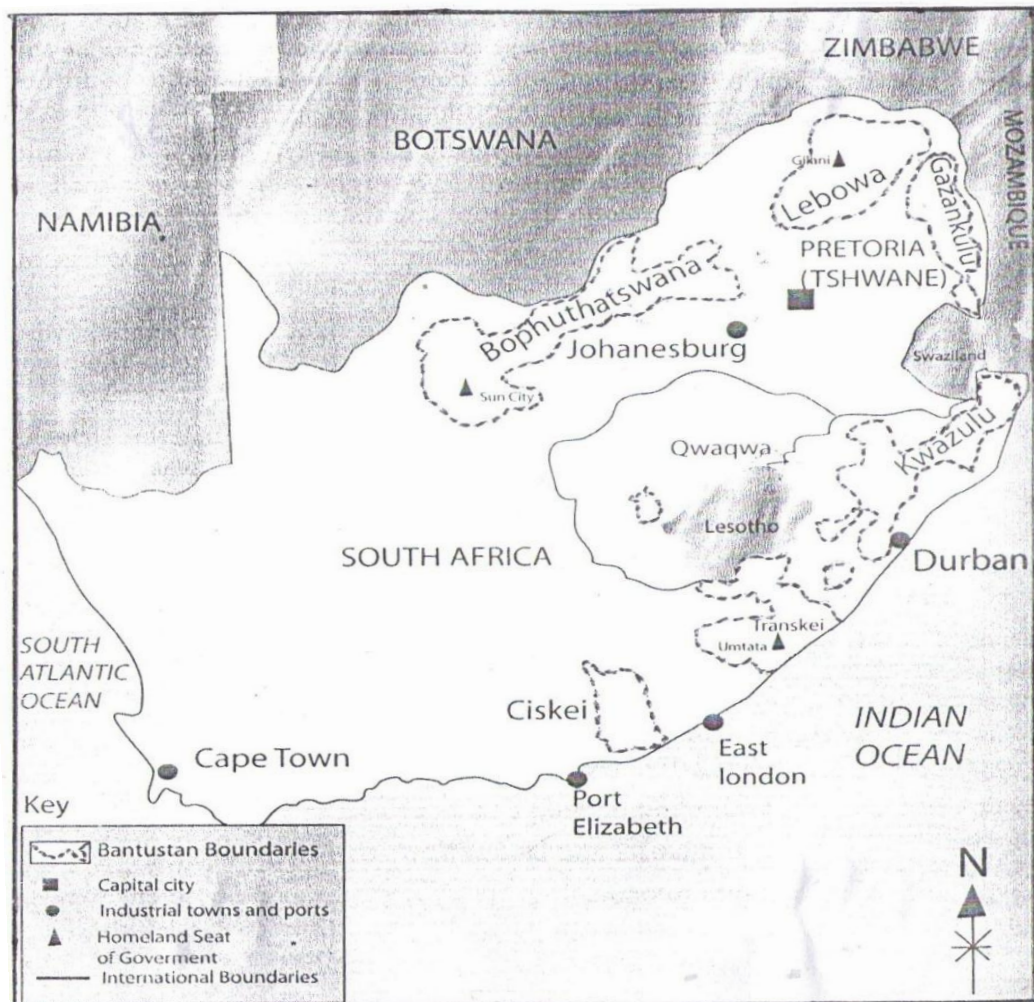 ZIMBABWE
BOTSWANA
MOZAMBIQUE
NAMIBIA
Giyani
Lebowa
Gazankulu
PRETORIA
(TSHWANE)
Bophuthatswana
Johanesburg
Swaziland
Sun City
Kwazulu
Qwaqwa
Lesotho
SOUTH AFRICA
Durban
SOUTH
ATLANTIC
OCEAN
Transkei
Umtata
Ciskei
INDIAN
OCEAN
East
london
Cape Town
Port
Elizabeth
Key
Bantustan Boundaries
Capital city
Industrial towns and ports
Homeland Seat
of Goverment
International Boundaries
N